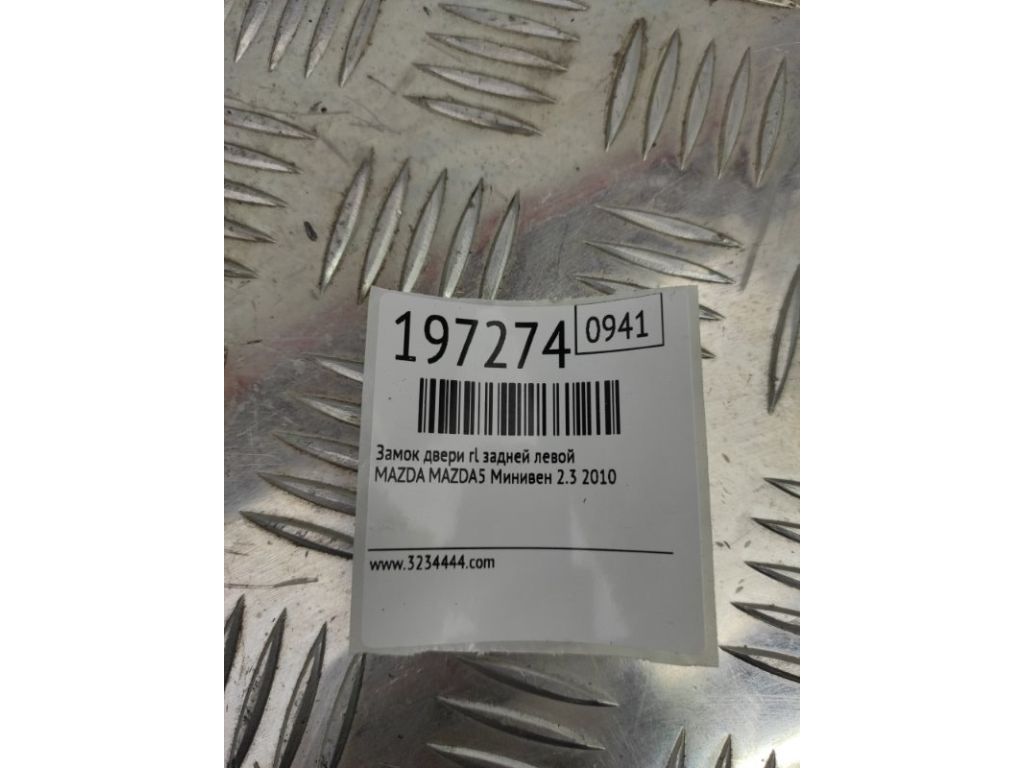 197274 0941
Замок двери rl задней левой
MAZDA MAZDA5 Минивен 2.3 2010
www.3234444.com